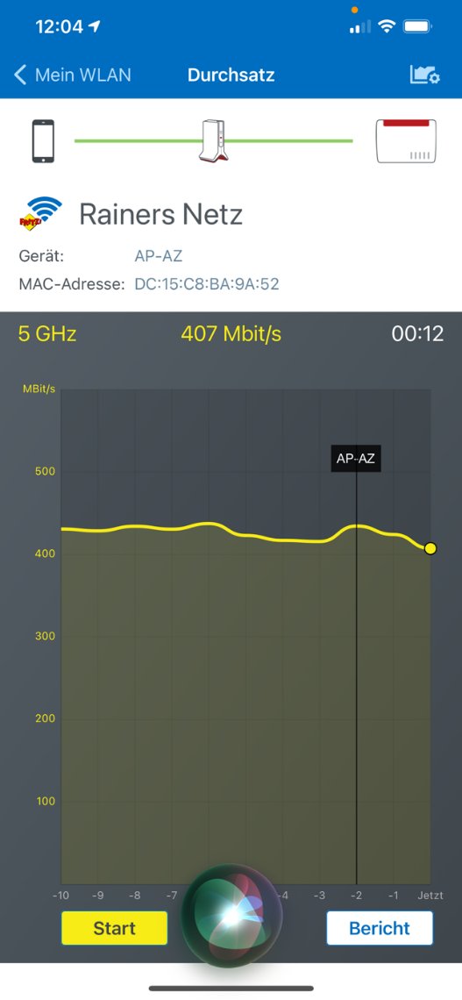 12:04
Mein WLAN
Durchsatz
FRITZ!
Rainers Netz
Gerät: AP-AZ
MAC-Adresse: DC:15:C8:BA:9A:52
5 GHz 407 Mbit/s 00:12
MBit/s
AP-AZ
500
400
300
200
100
-10 -9 -8 -7 -4 -3 -2 -1 Jetzt
Start
Bericht